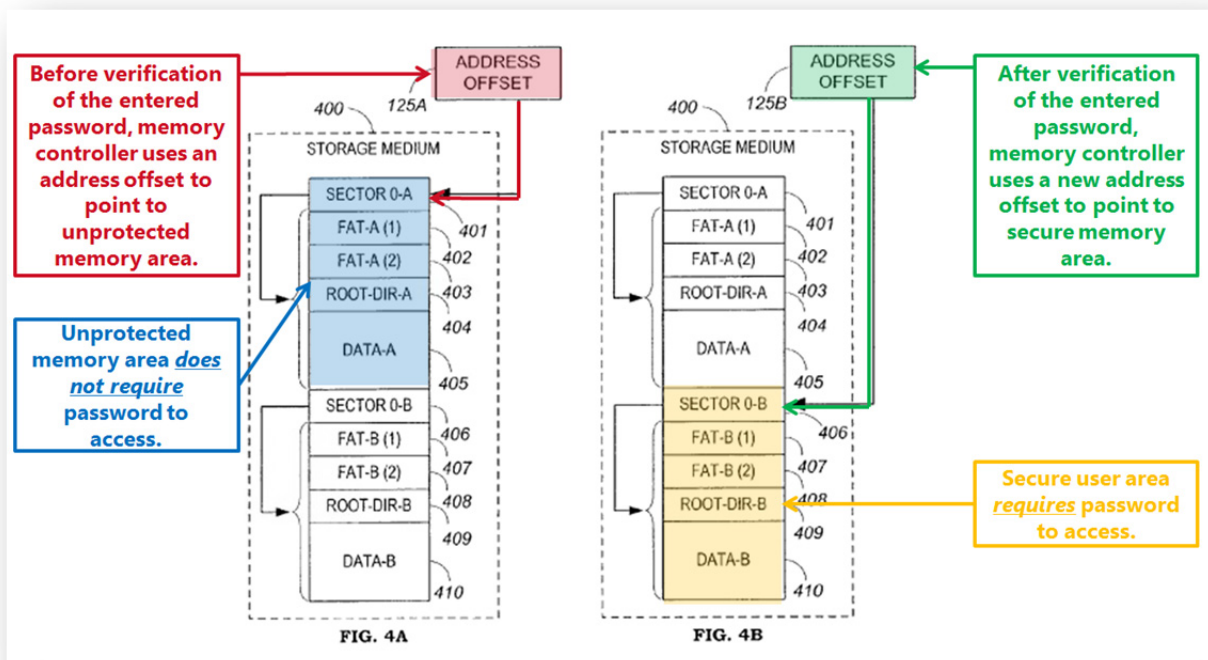 Before verification
of the entered
password, memory
controller uses an
address offset to
point to
unprotected
memory area.
Unprotected
memory area does
not require
password to
access.
ADDRESS
OFFSET
125A
400
STORAGE MEDIUM
SECTOR 0-A
401
FAT-A (1)
402
FAT-A (2)
403
ROOT-DIR-A
404
DATA-A
405
SECTOR 0-B
406
FAT-B (1)
407
FAT-B (2)
408
ROOT-DIR-B
409
DATA-B
410
FIG. 4A
ADDRESS
OFFSET
125B
400
STORAGE MEDIUM
SECTOR 0-A
401
FAT-A (1)
402
FAT-A (2)
403
ROOT-DIR-A
404
DATA-A
405
SECTOR 0-B
406
FAT-B (1)
407
FAT-B (2)
408
ROOT-DIR-B
409
DATA-B
410
FIG. 4B
After verification
of the entered
password,
memory controller
uses a new address
offset to point to
secure memory
area.
Secure user area
requires password
to access.